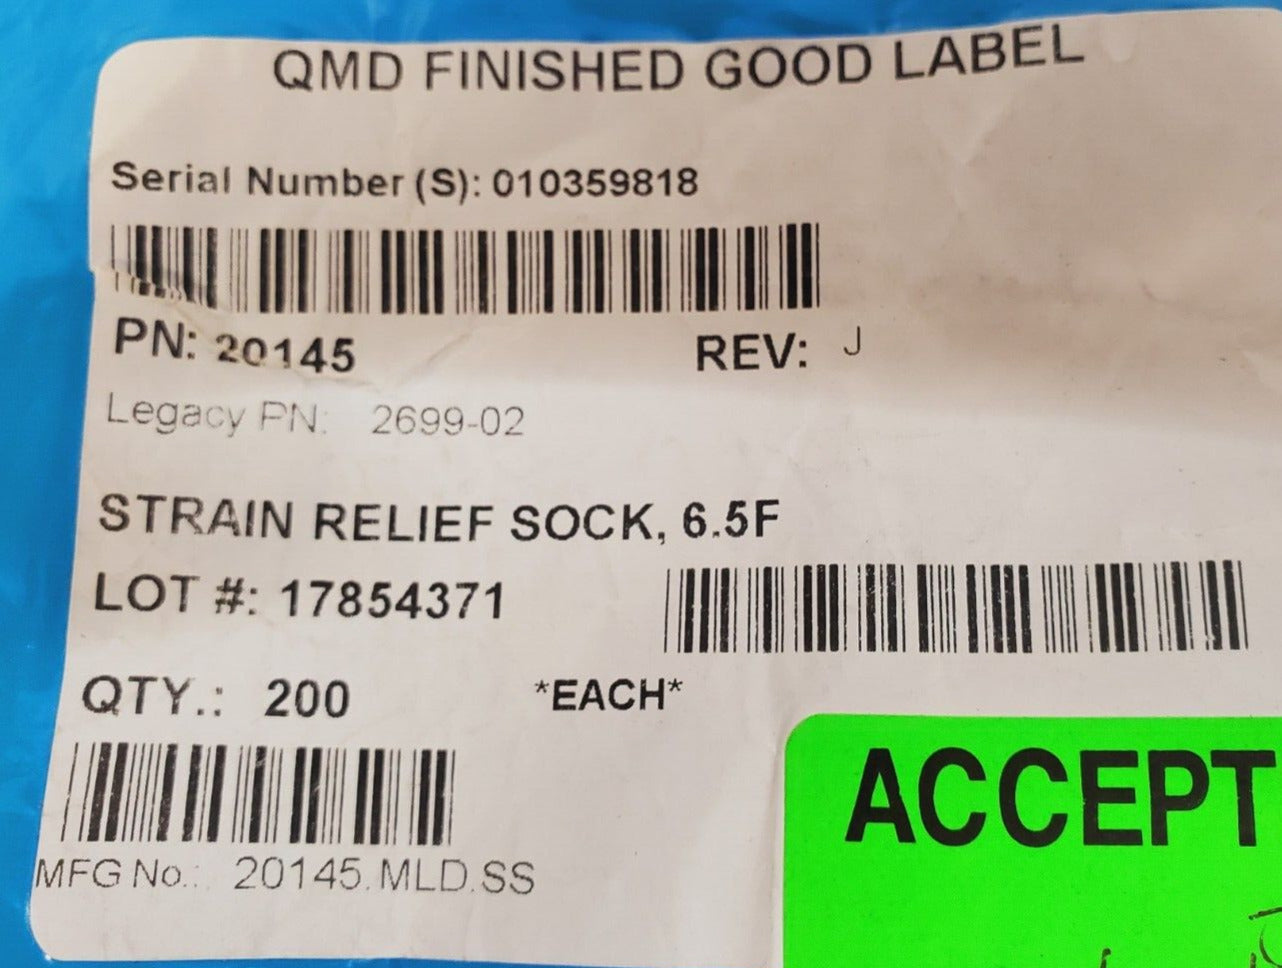 QMD FINISHED GOOD LABEL
Serial Number (S): 010359818
PN: 20145 REV: J
Legacy PN: 2699-02
STRAIN RELIEF SOCK, 6.5F
LOT #: 17854371
QTY.: 200 *EACH*
MFG No.: 20145.MLD.SS
ACCEPT